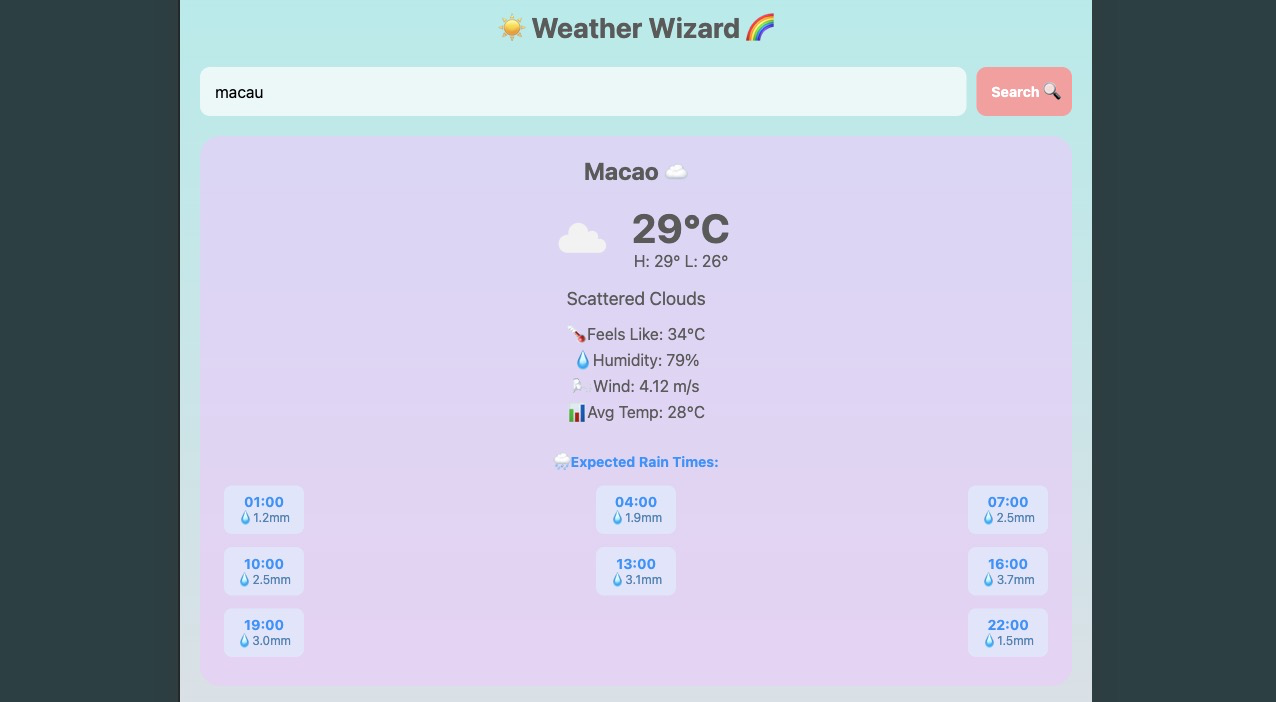 ☀️ Weather Wizard 🌈
macau
Search 🔍
Macao ☁️
29°C
H: 29° L: 26°
Scattered Clouds
Feels Like: 34°C
💧Humidity: 79%
Wind: 4.12 m/s
📊Avg Temp: 28°C
🌧️Expected Rain Times:
01:00 04:00 07:00
💧1.2mm 💧1.9mm 💧2.5mm
10:00 13:00 16:00
💧2.5mm 💧3.1mm 💧3.7mm
19:00 22:00
💧3.0mm 💧1.5mm